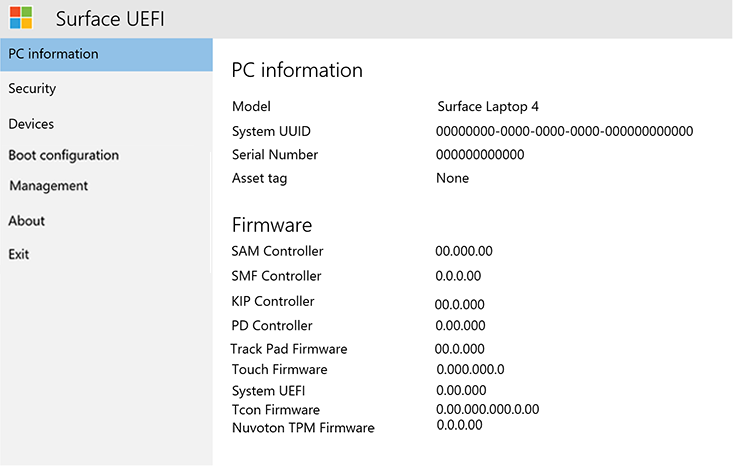 Surface UEFI
PC information
Security
Devices
Boot configuration
Management
About
Exit
PC information
Model Surface Laptop 4
System UUID 00000000-0000-0000-0000-000000000000
Serial Number 000000000000
Asset tag None
Firmware
SAM Controller 00.000.00
SMF Controller 0.0.0.00
KIP Controller 00.0.000
PD Controller 0.00.000
Track Pad Firmware 00.0.000
Touch Firmware 0.000.000.0
System UEFI 0.00.000
Tcon Firmware 0.00.000.000.0.00
Nuvoton TPM Firmware 0.0.0.00